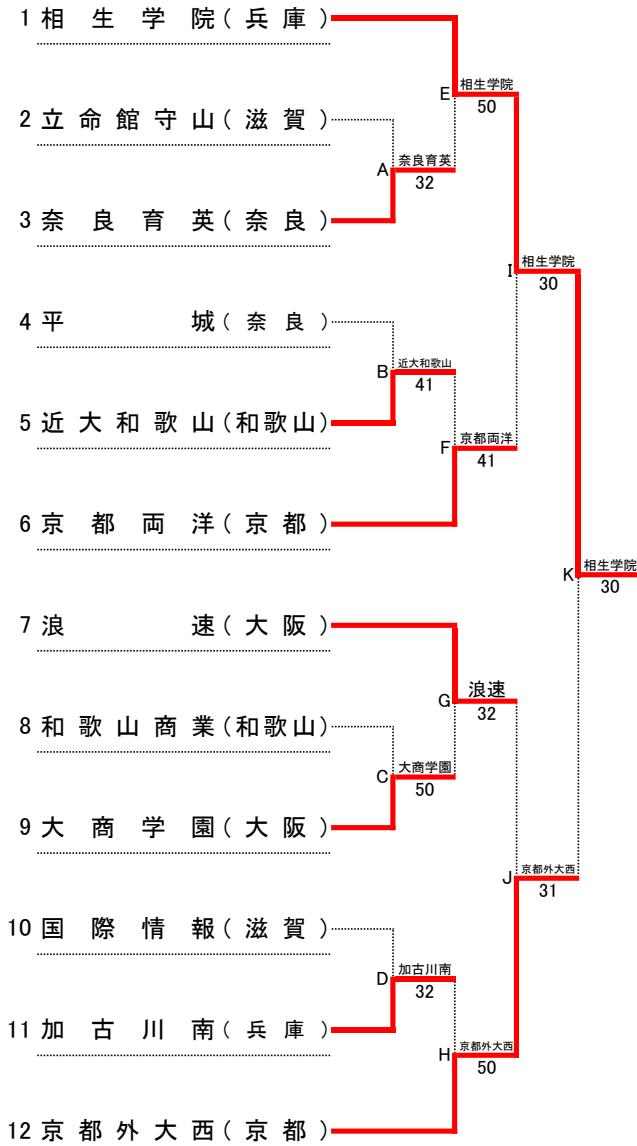 1 相生学院(兵庫)
相生学院
E
50
2 立命館守山(滋賀)
奈良育英
A
32
3 奈良育英(奈良)
相生学院
I
30
4 平城(奈良)
近大和歌山
B
41
5 近大和歌山(和歌山)
京都両洋
F
41
6 京都両洋(京都)
相生学院
K
30
7 浪速(大阪)
浪速
G
32
8 和歌山商業(和歌山)
大商学園
C
50
9 大商学園(大阪)
京都外大西
J
31
10 国際情報(滋賀)
加古川南
D
32
11 加古川南(兵庫)
京都外大西
H
50
12 京都外大西(京都)